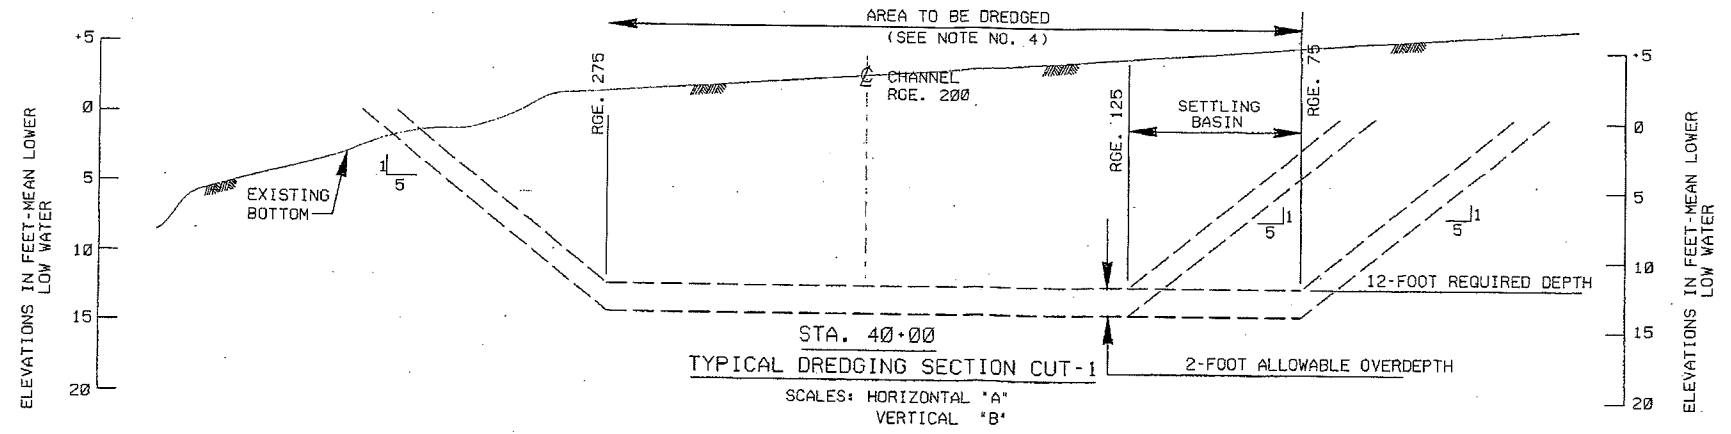 AREA TO BE DREDGED
(SEE NOTE NO. 4)
+5
0
5
10
15
20
ELEVATIONS IN FEET-MEAN LOWER
LOW WATER
EXISTING
BOTTOM
1
5
RGE. 275
℄ CHANNEL
RGE. 200
RGE. 125
SETTLING
BASIN
RGE. 75
1
5
1
5
12-FOOT REQUIRED DEPTH
2-FOOT ALLOWABLE OVERDEPTH
STA. 40+00
TYPICAL DREDGING SECTION CUT-1
SCALES: HORIZONTAL "A"
VERTICAL "B"
+5
0
5
10
15
20
ELEVATIONS IN FEET-MEAN LOWER
LOW WATER